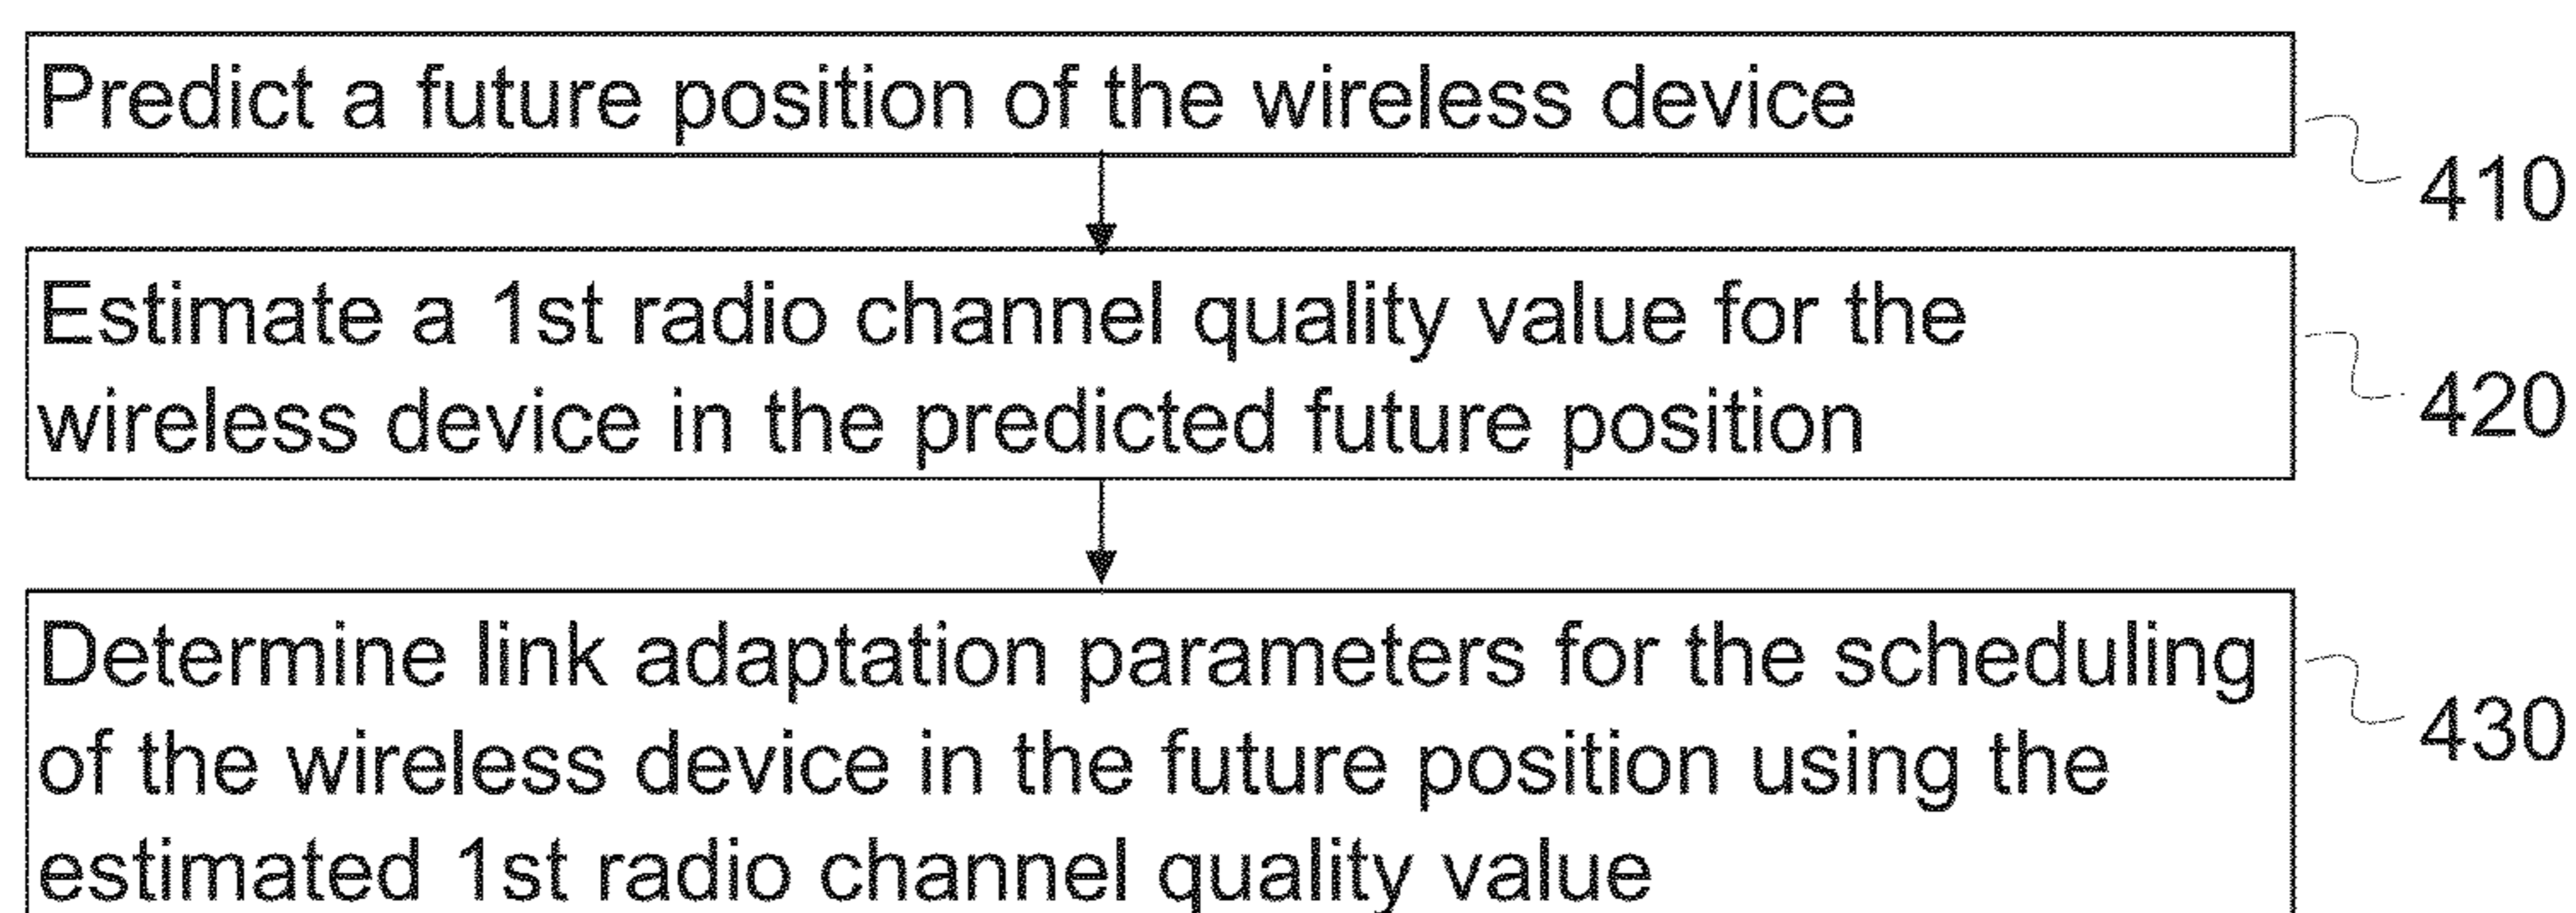 Predict a future position of the wireless device
410
Estimate a 1st radio channel quality value for the
wireless device in the predicted future position
420
Determine link adaptation parameters for the scheduling
of the wireless device in the future position using the
estimated 1st radio channel quality value
430